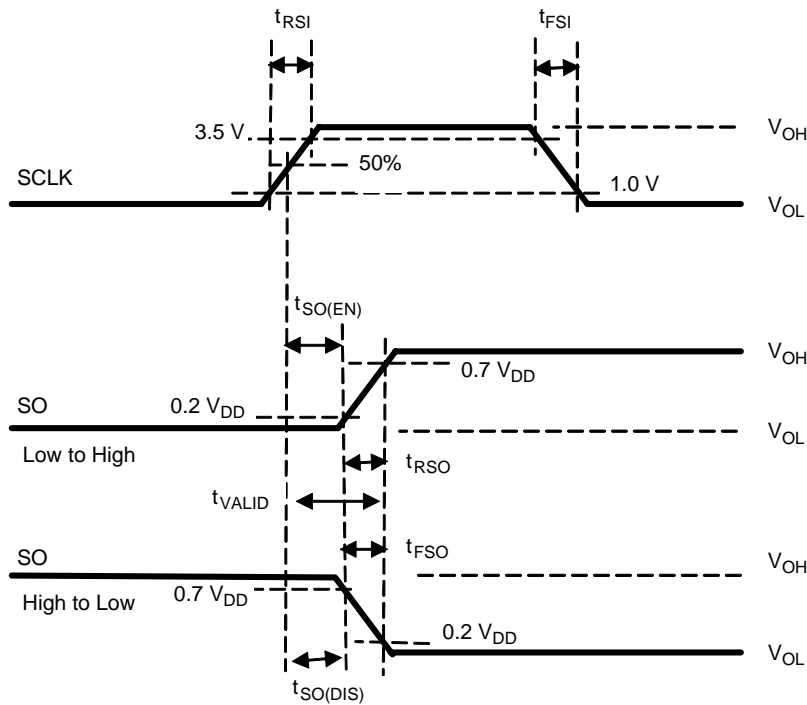 tRSI
tFSI
3.5 V
VOH
50%
SCLK
1.0 V
VOL
tSO(EN)
VOH
0.7 VDD
0.2 VDD
SO
VOL
Low to High
tRSO
tVALID
tFSO
SO
VOH
0.7 VDD
High to Low
0.2 VDD
VOL
tSO(DIS)